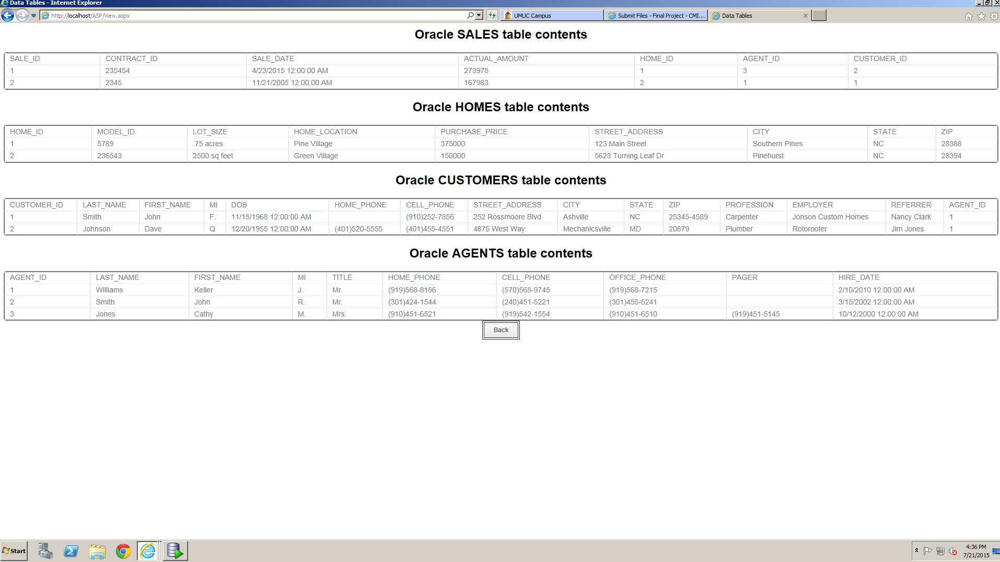 Data Tables - Internet Explorer
http://localhost/ASP/View.aspx UMUC Campus Submit Files - Final Project - CMI... Data Tables
Oracle SALES table contents
SALE_ID CONTRACT_ID SALE_DATE ACTUAL_AMOUNT HOME_ID AGENT_ID CUSTOMER_ID
1 235454 4/23/2015 12:00:00 AM 273978 1 3 2
2 2345 11/21/2005 12:00:00 AM 167983 2 1 1
Oracle HOMES table contents
HOME_ID MODEL_ID LOT_SIZE HOME_LOCATION PURCHASE_PRICE STREET_ADDRESS CITY STATE ZIP
1 5789 .75 acres Pine Village 375000 123 Main Street Southern Pines NC 28388
2 236543 2500 sq feet Green Village 150000 5623 Turning Leaf Dr Pinehurst NC 28394
Oracle CUSTOMERS table contents
CUSTOMER_ID LAST_NAME FIRST_NAME MI DOB HOME_PHONE CELL_PHONE STREET_ADDRESS CITY STATE ZIP PROFESSION EMPLOYER REFERRER AGENT_ID
1 Smith John F. 11/15/1968 12:00:00 AM (910)252-7856 252 Rossmoore Blvd Ashville NC 25345-4589 Carpenter Jonson Custom Homes Nancy Clark 1
2 Johnson Dave Q 12/20/1955 12:00:00 AM (401)520-5555 (401)455-4551 4875 West Way Mechanicsville MD 20879 Plumber Rotorooter Jim Jones 1
Oracle AGENTS table contents
AGENT_ID LAST_NAME FIRST_NAME MI TITLE HOME_PHONE CELL_PHONE OFFICE_PHONE PAGER HIRE_DATE
1 Williams Keller J. Mr. (919)568-8186 (570)568-9745 (919)568-7215 2/10/2010 12:00:00 AM
2 Smith John R. Mr. (301)424-1544 (240)451-5221 (301)455-5241 3/15/2002 12:00:00 AM
3 Jones Cathy M. Mrs. (910)451-6521 (919)542-1554 (910)451-6510 (919)451-5145 10/12/2000 12:00:00 AM
Back
Start
4:36 PM
7/21/2015